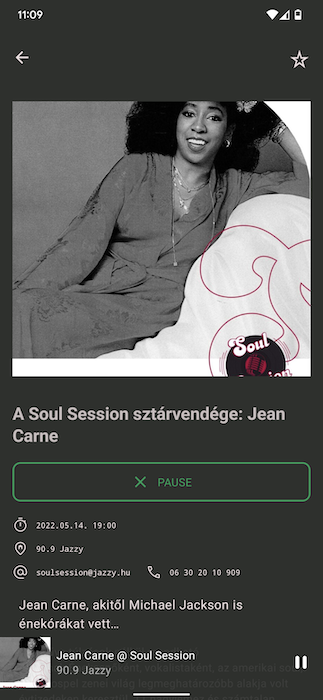 11:09
Soul
Session
A Soul Session sztárvendége: Jean
Carne
PAUSE
2022.05.14. 19:00
90.9 Jazzy
soulsession@jazzy.hu 06 30 20 10 909
Jean Carne, akitől Michael Jackson is
énekórákat vett…
Jean Carne @ Soul Session
90.9 Jazzy